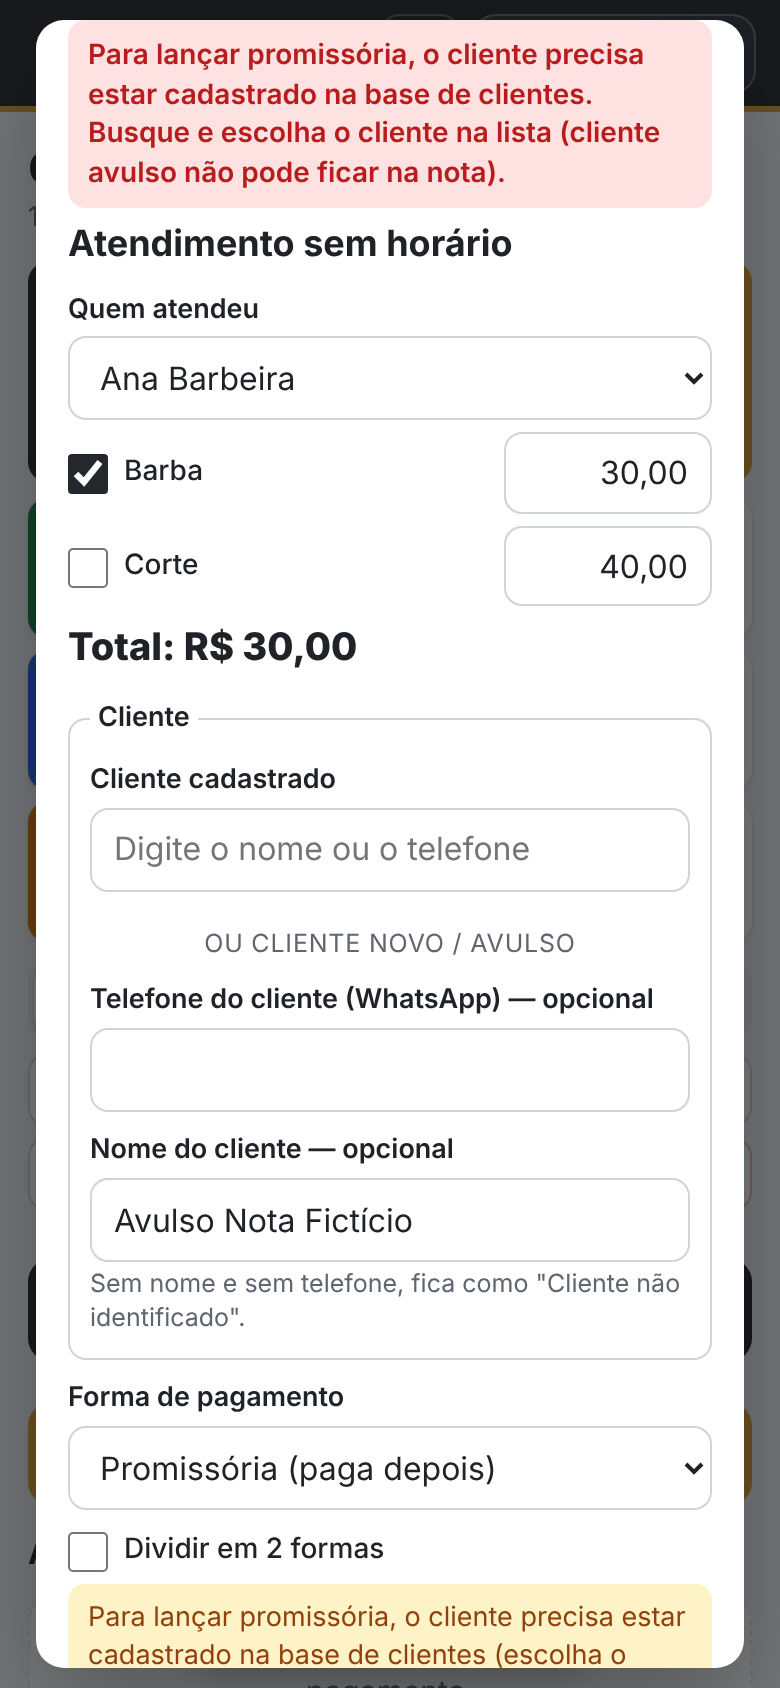 Para lançar promissória, o cliente precisa
estar cadastrado na base de clientes.
Busque e escolha o cliente na lista (cliente
avulso não pode ficar na nota).
Atendimento sem horário
Quem atendeu
Ana Barbeira
Barba
30,00
Corte
40,00
Total: R$ 30,00
Cliente
Cliente cadastrado
Digite o nome ou o telefone
OU CLIENTE NOVO / AVULSO
Telefone do cliente (WhatsApp) — opcional
Nome do cliente — opcional
Avulso Nota Fictício
Sem nome e sem telefone, fica como "Cliente não
identificado".
Forma de pagamento
Promissória (paga depois)
Dividir em 2 formas
Para lançar promissória, o cliente precisa estar
cadastrado na base de clientes (escolha o